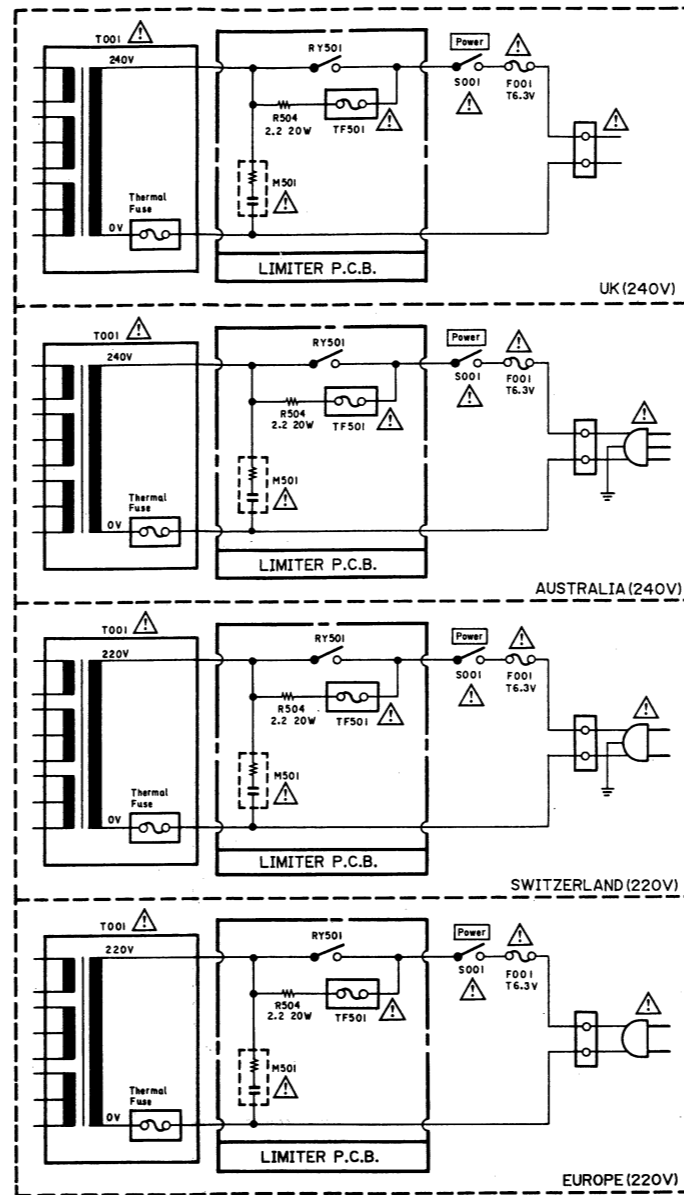 T001 !
240V
RY501
Power
!
S001
!
F001
T6.3V
!
R504
2.2 20W
TF501
!
M501
!
Thermal
Fuse
0V
LIMITER P.C.B.
UK(240V)
T001 !
240V
RY501
Power
!
S001
!
F001
T6.3V
!
R504
2.2 20W
TF501
!
M501
!
Thermal
Fuse
0V
LIMITER P.C.B.
AUSTRALIA(240V)
T001 !
220V
RY501
Power
!
S001
!
F001
T6.3V
!
R504
2.2 20W
TF501
!
M501
!
Thermal
Fuse
0V
LIMITER P.C.B.
SWITZERLAND(220V)
T001 !
220V
RY501
Power
!
S001
!
F001
T6.3V
!
R504
2.2 20W
TF501
!
M501
!
Thermal
Fuse
0V
LIMITER P.C.B.
EUROPE(220V)